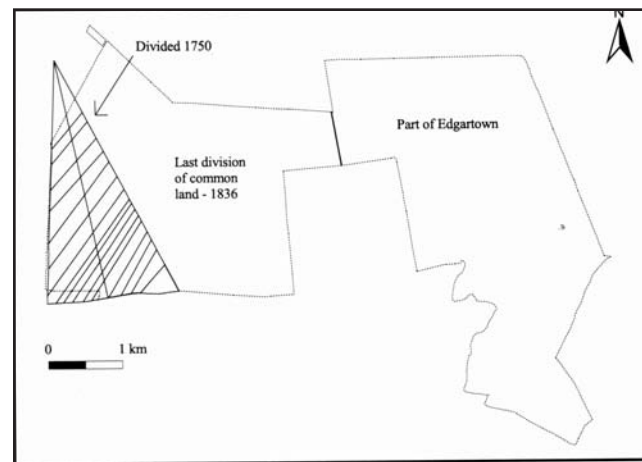 N
Divided 1750
Part of Edgartown
Last division
of common
land - 1836
0 1 km